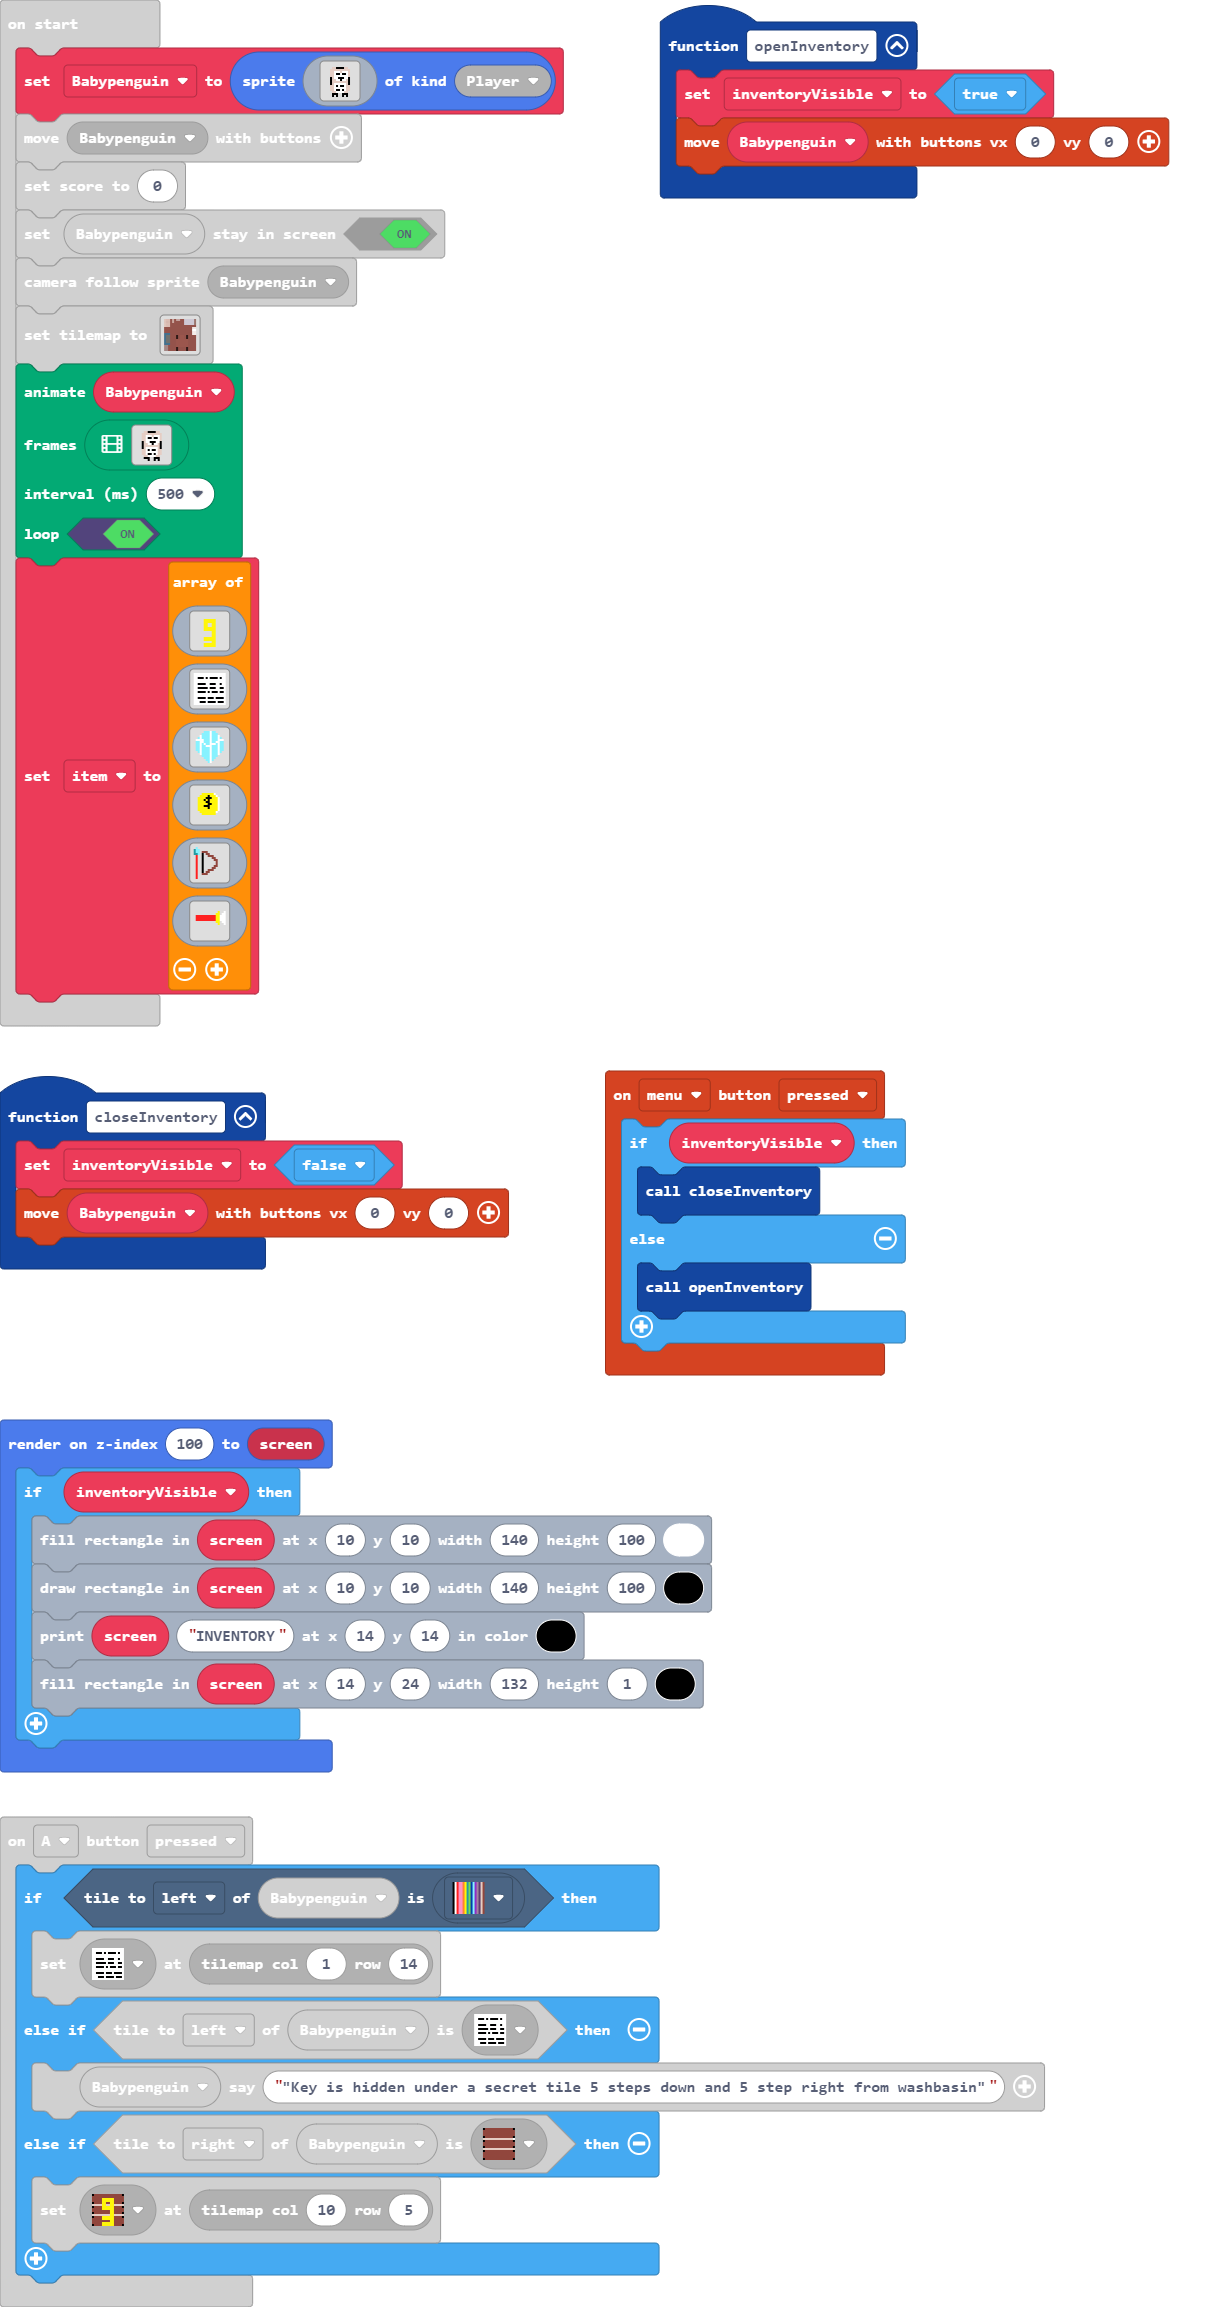 on start
set Babypenguin to sprite of kind Player
move Babypenguin with buttons
set score to 0
set Babypenguin stay in screen ON
camera follow sprite Babypenguin
set tilemap to
animate Babypenguin
frames
interval (ms) 500
loop ON
array of
set item to
function openInventory
set inventoryVisible to true
move Babypenguin with buttons vx 0 vy 0
function closeInventory
set inventoryVisible to false
move Babypenguin with buttons vx 0 vy 0
on menu button pressed
if inventoryVisible then
call closeInventory
else
call openInventory
render on z-index 100 to screen
if inventoryVisible then
fill rectangle in screen at x 10 y 10 width 140 height 100
draw rectangle in screen at x 10 y 10 width 140 height 100
print screen "INVENTORY" at x 14 y 14 in color
fill rectangle in screen at x 14 y 24 width 132 height 1
on A button pressed
if tile to left of Babypenguin is then
set at tilemap col 1 row 14
else if tile to left of Babypenguin is then
Babypenguin say ""Key is hidden under a secret tile 5 steps down and 5 step right from washbasin""
else if tile to right of Babypenguin is then
set at tilemap col 10 row 5